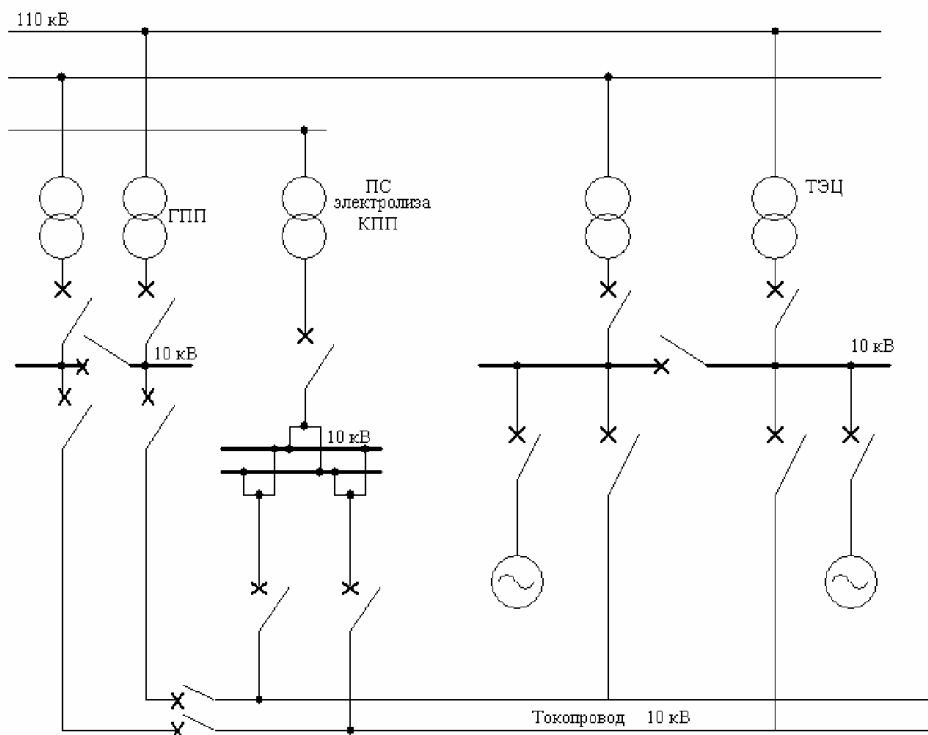 110 кВ
ГПП
ПС
электролиза
КПП
ТЭЦ
10 кВ
10 кВ
10 кВ
Токопровод 10 кВ